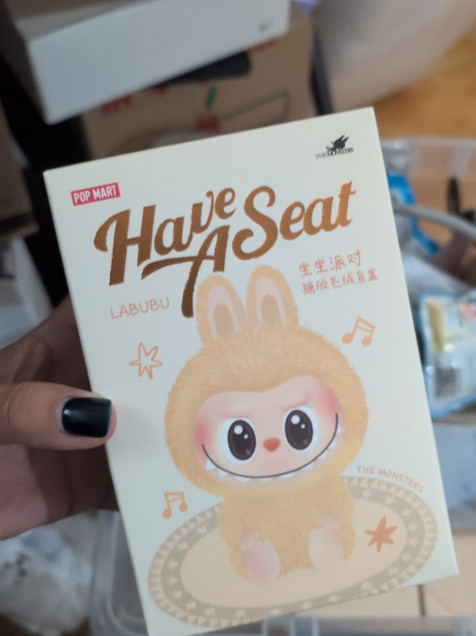 POP MART
THE MONSTERS
Have
A Seat
LABUBU
坐坐派对
搪胶毛绒盲盒
THE MONSTERS